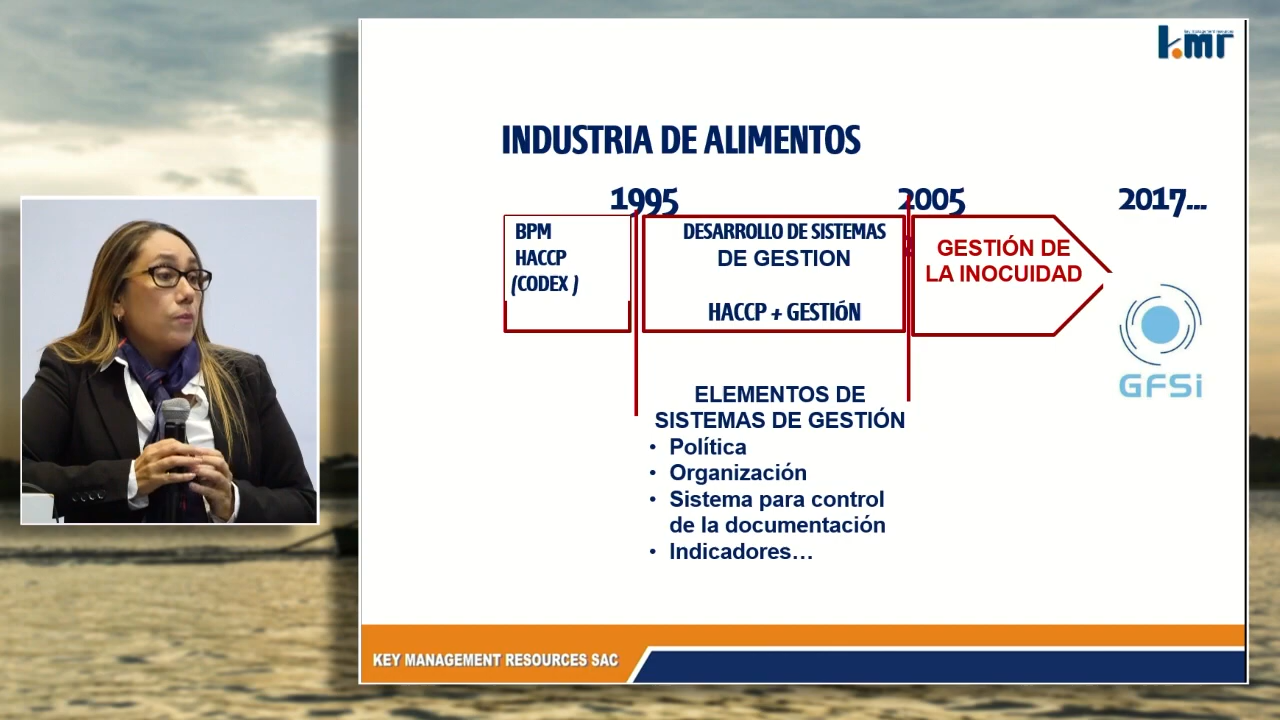 kmr
INDUSTRIA DE ALIMENTOS
1995
2005
2017...
BPM
HACCP
(CODEX )
DESARROLLO DE SISTEMAS
DE GESTION
HACCP + GESTIÓN
GESTIÓN DE
LA INOCUIDAD
GFSi
ELEMENTOS DE
SISTEMAS DE GESTIÓN
• Política
• Organización
• Sistema para control
de la documentación
• Indicadores…
KEY MANAGEMENT RESOURCES SAC